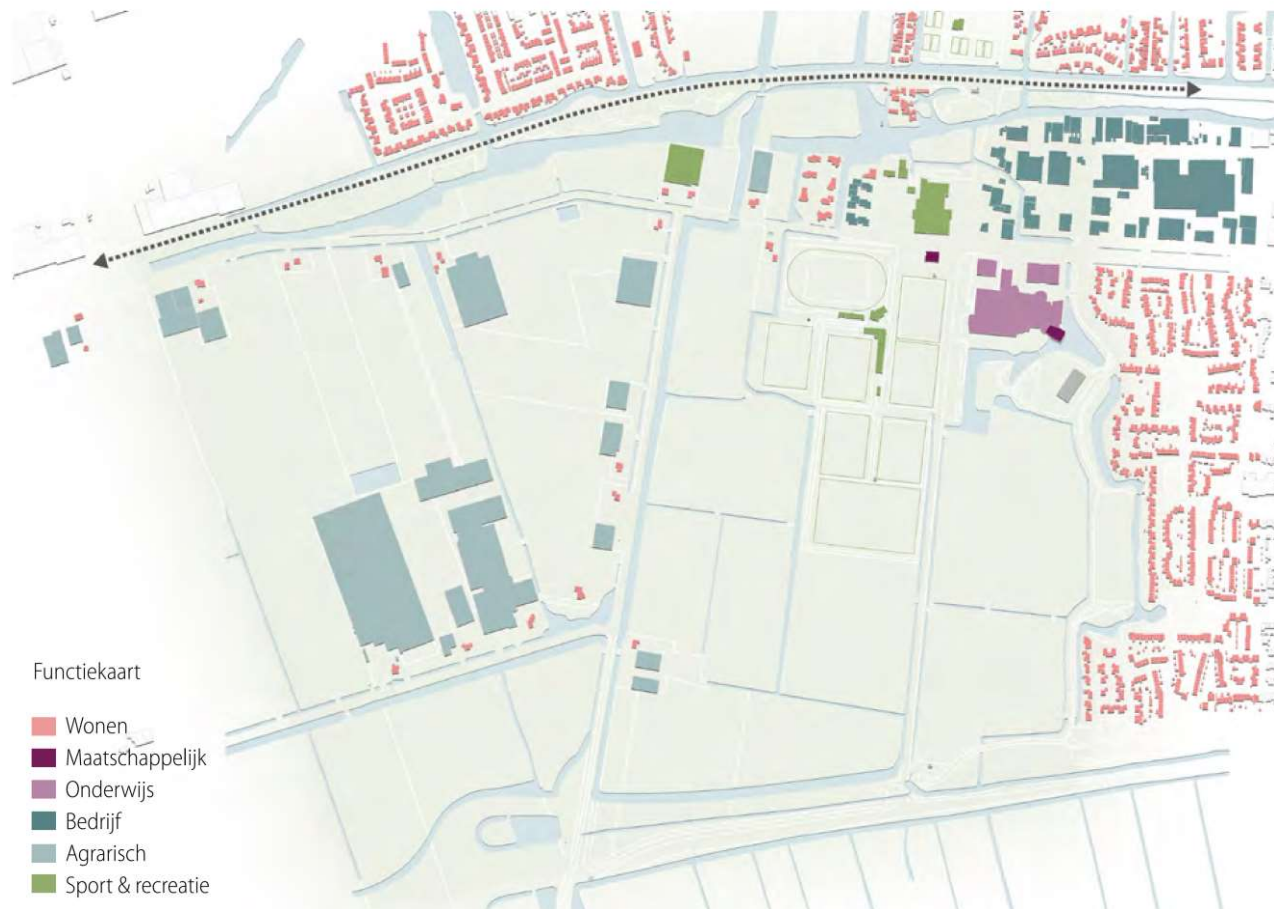 Functiekaart
Wonen
Maatschappelijk
Onderwijs
Bedrijf
Agrarisch
Sport & recreatie